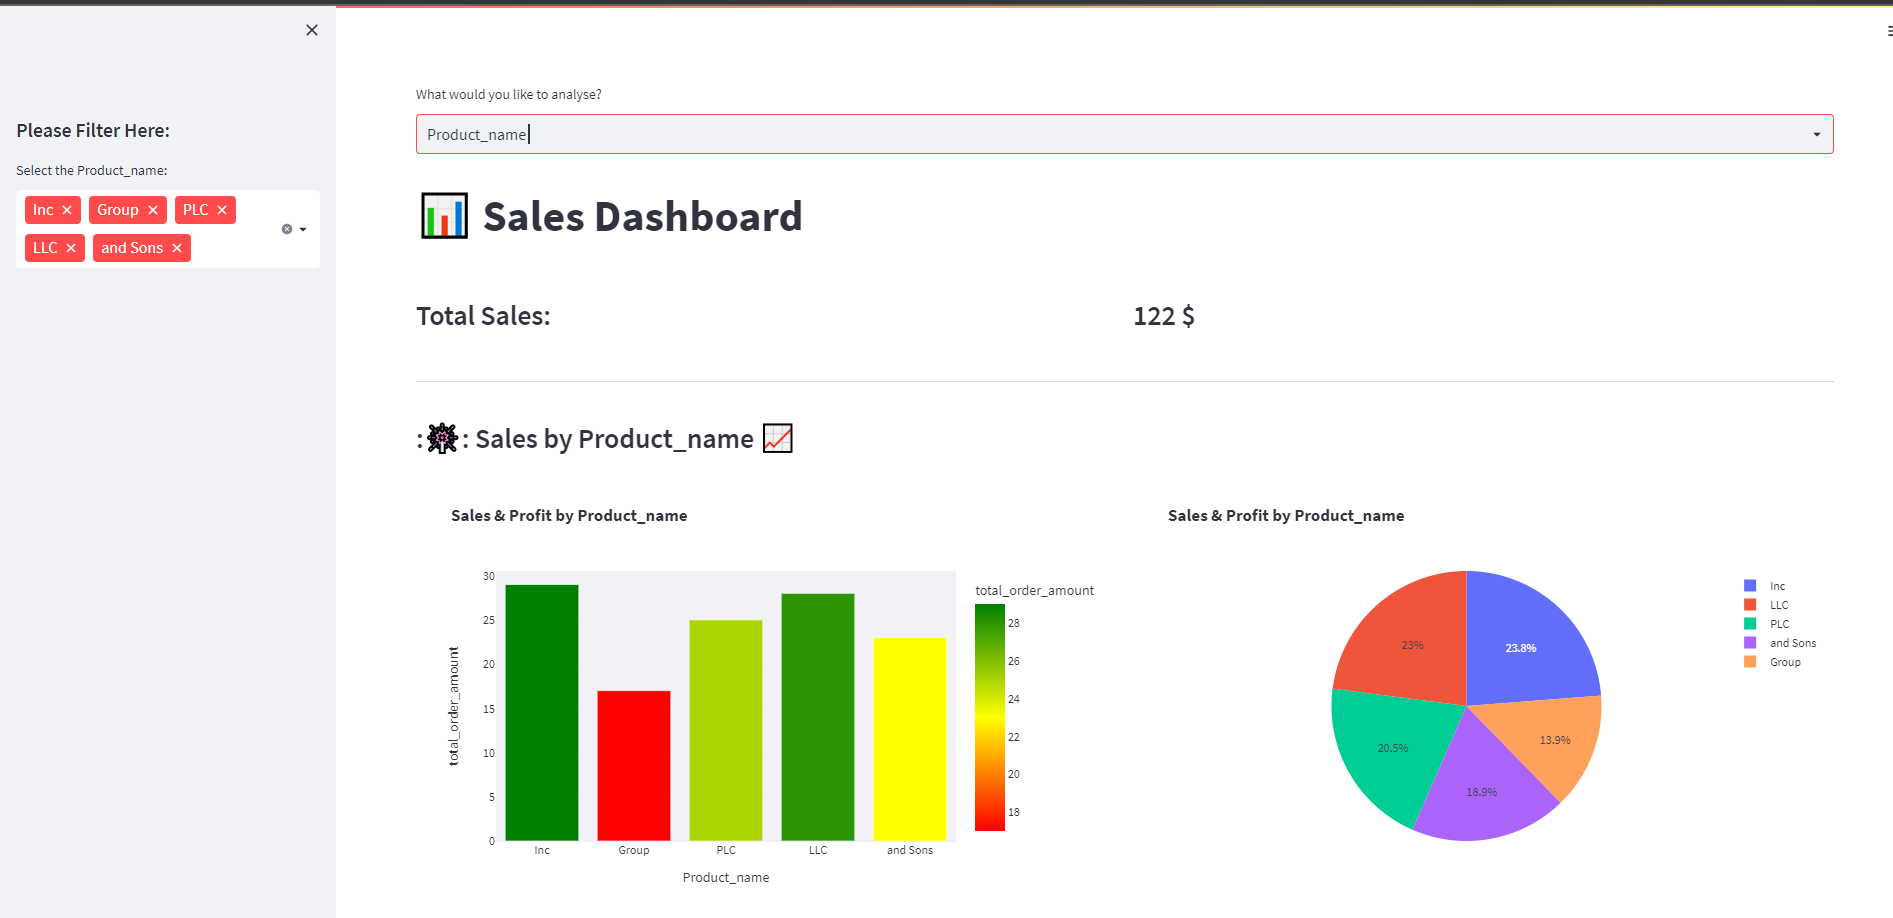 Please Filter Here:
Select the Product_name:
Inc Group PLC
LLC and Sons
What would you like to analyse?
Product_name
Sales Dashboard
Total Sales: 122 $
: : Sales by Product_name
Sales & Profit by Product_name
30
25
20
15
10
5
0
total_order_amount
Inc Group PLC LLC and Sons
Product_name
total_order_amount
28
26
24
22
20
18
Sales & Profit by Product_name
23%
23.8%
20.5%
13.9%
18.9%
Inc
LLC
PLC
and Sons
Group